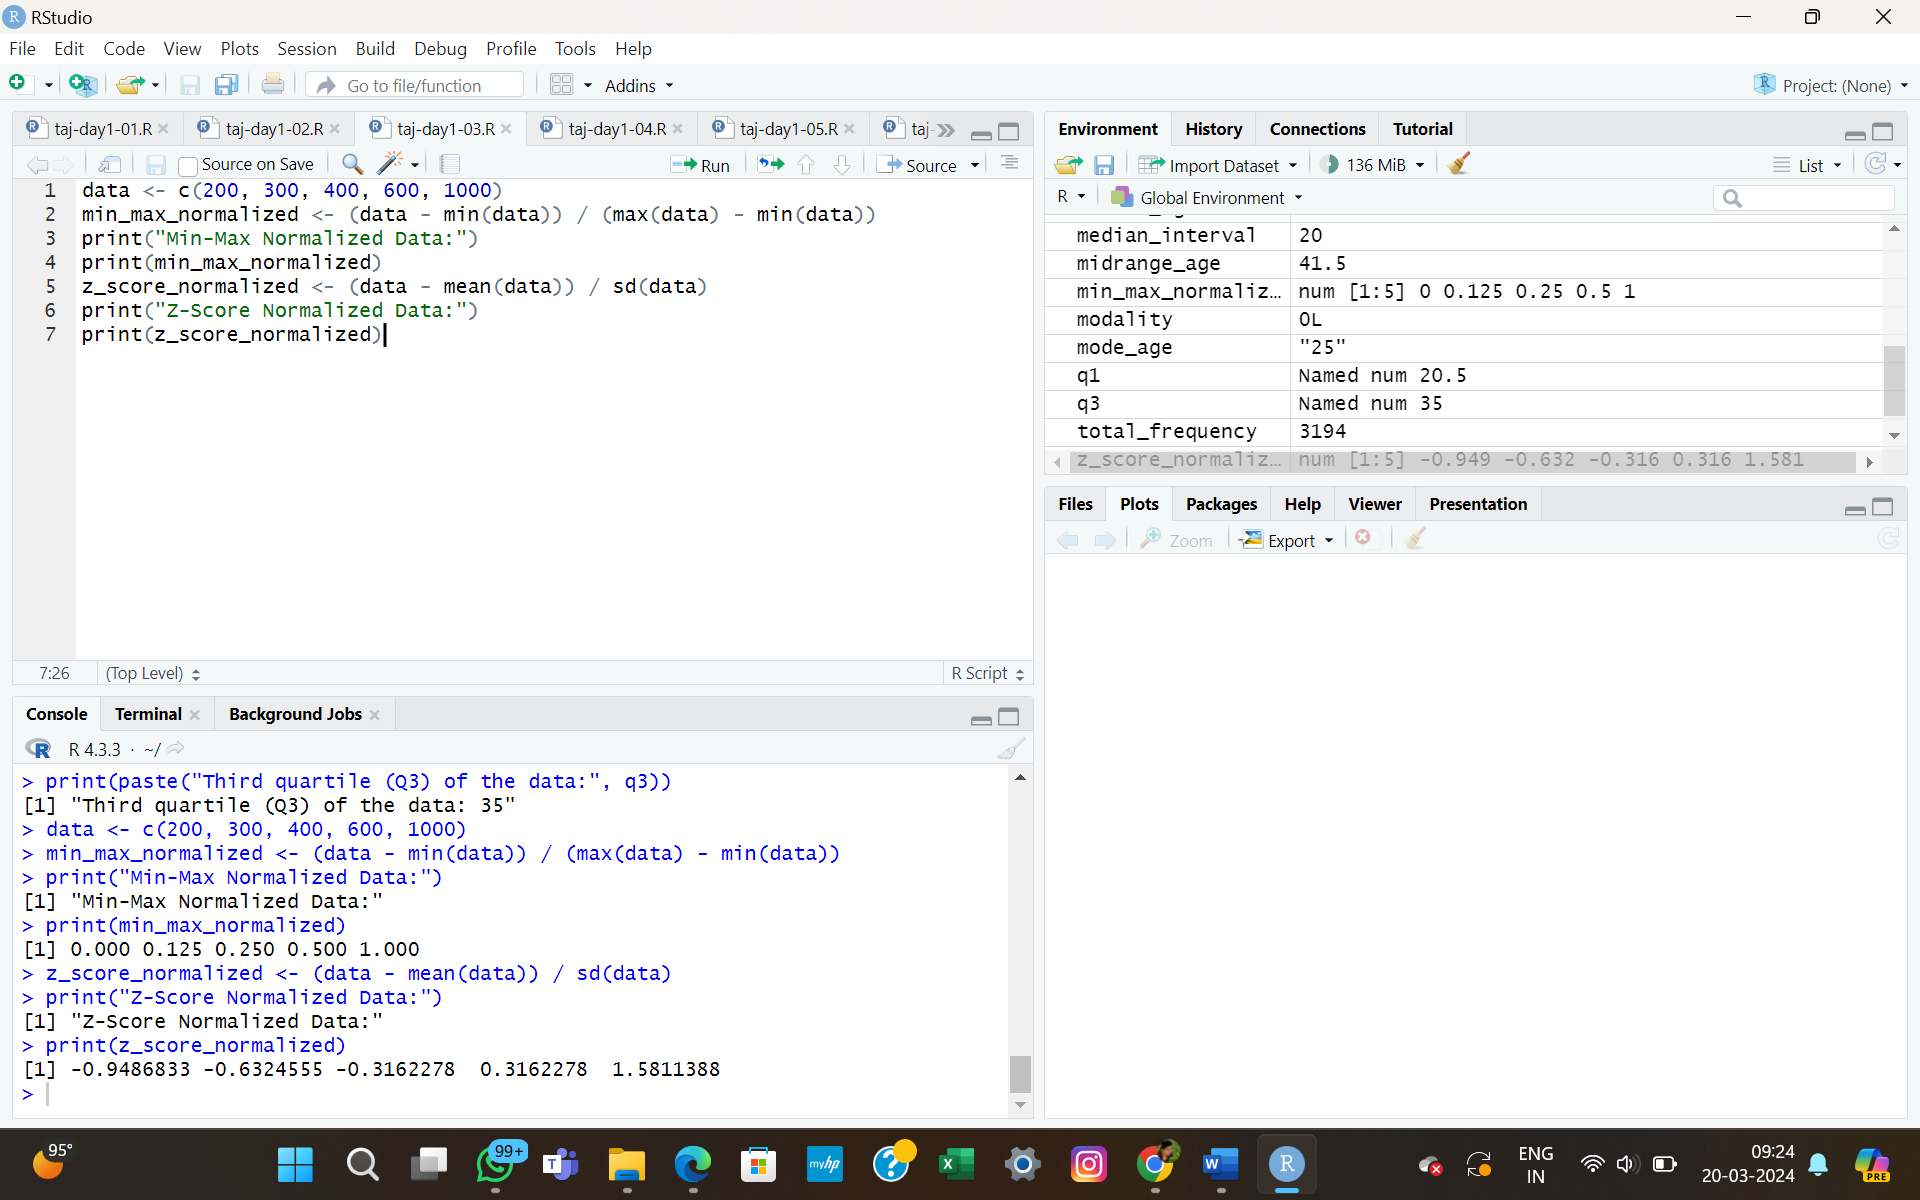 RStudio
File Edit Code View Plots Session Build Debug Profile Tools Help
Go to file/function Addins Project: (None)
taj-day1-01.R taj-day1-02.R taj-day1-03.R taj-day1-04.R taj-day1-05.R taj-
Source on Save Run Source
1 data <- c(200, 300, 400, 600, 1000)
2 min_max_normalized <- (data - min(data)) / (max(data) - min(data))
3 print("Min-Max Normalized Data:")
4 print(min_max_normalized)
5 z_score_normalized <- (data - mean(data)) / sd(data)
6 print("Z-Score Normalized Data:")
7 print(z_score_normalized)
7:26 (Top Level) R Script
Console Terminal Background Jobs
R 4.3.3 · ~/
> print(paste("Third quartile (Q3) of the data:", q3))
[1] "Third quartile (Q3) of the data: 35"
> data <- c(200, 300, 400, 600, 1000)
> min_max_normalized <- (data - min(data)) / (max(data) - min(data))
> print("Min-Max Normalized Data:")
[1] "Min-Max Normalized Data:"
> print(min_max_normalized)
[1] 0.000 0.125 0.250 0.500 1.000
> z_score_normalized <- (data - mean(data)) / sd(data)
> print("Z-Score Normalized Data:")
[1] "Z-Score Normalized Data:"
> print(z_score_normalized)
[1] -0.9486833 -0.6324555 -0.3162278  0.3162278  1.5811388
>
Environment History Connections Tutorial
Import Dataset 136 MiB List
R Global Environment
median_interval 20
midrange_age 41.5
min_max_normaliz… num [1:5] 0 0.125 0.25 0.5 1
modality 0L
mode_age "25"
q1 Named num 20.5
q3 Named num 35
total_frequency 3194
z_score_normaliz… num [1:5] -0.949 -0.632 -0.316 0.316 1.581
Files Plots Packages Help Viewer Presentation
Zoom Export
95° 99+ T myhp W R ENG IN 09:24 20-03-2024 PRE